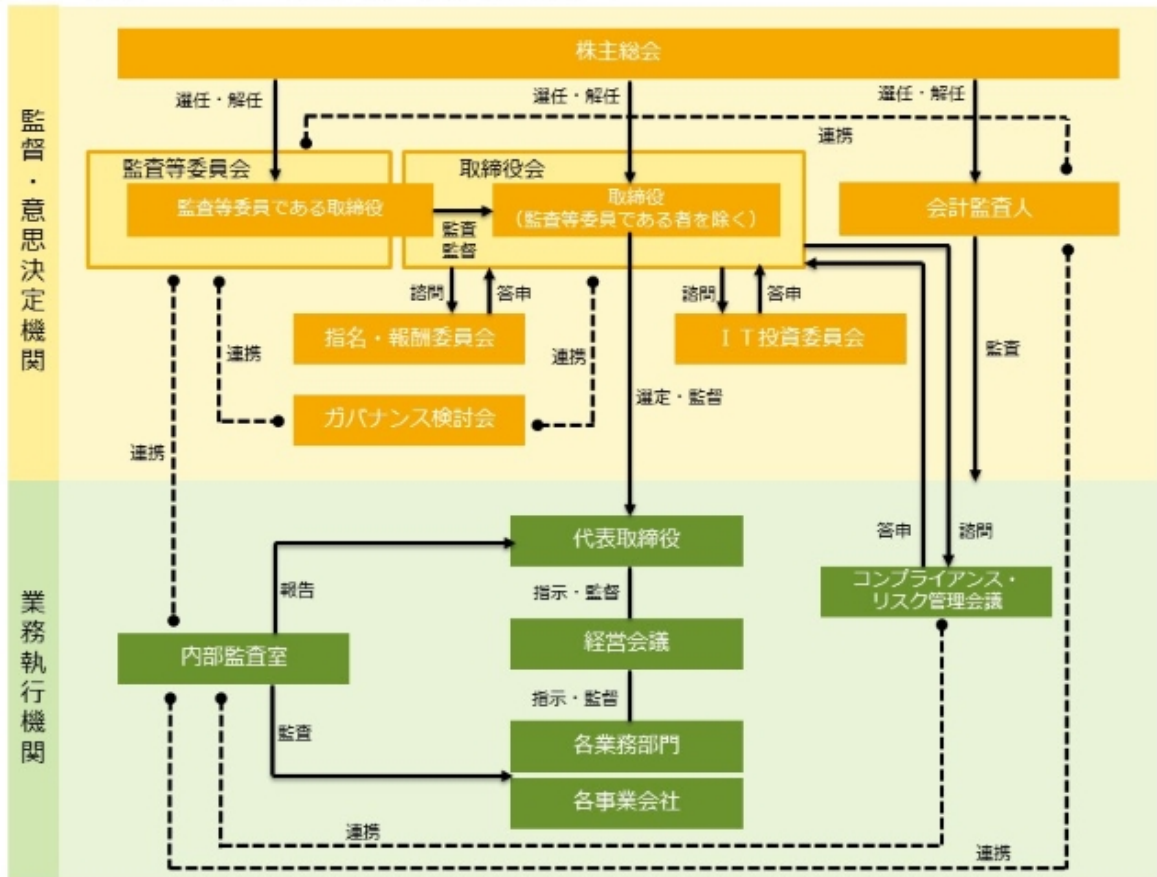 監督・意思決定機関
株主総会
選任・解任
選任・解任
選任・解任
連携
監査等委員会
取締役会
監査等委員である取締役
取締役
（監査等委員である者を除く）
会計監査人
監査
監督
諮問
答申
諮問
答申
指名・報酬委員会
ＩＴ投資委員会
連携
連携
監査
ガバナンス検討会
選定・監督
連携
業務執行機関
代表取締役
答申
諮問
報告
指示・監督
コンプライアンス・
リスク管理会議
内部監査室
経営会議
指示・監督
監査
各業務部門
各事業会社
連携
連携